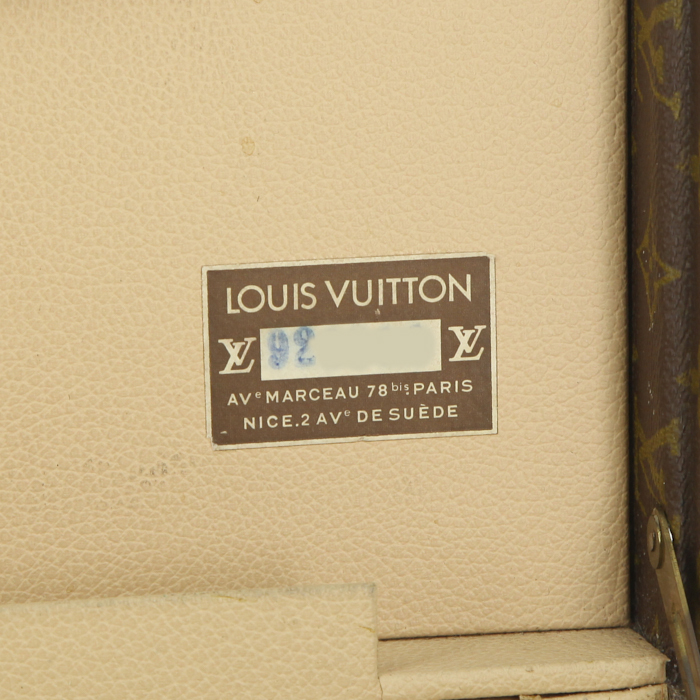 LOUIS VUITTON
LV 92 LV
AVᵉ MARCEAU 78ᵇⁱˢ.PARIS
NICE.2 AVᵉ DE SUÈDE